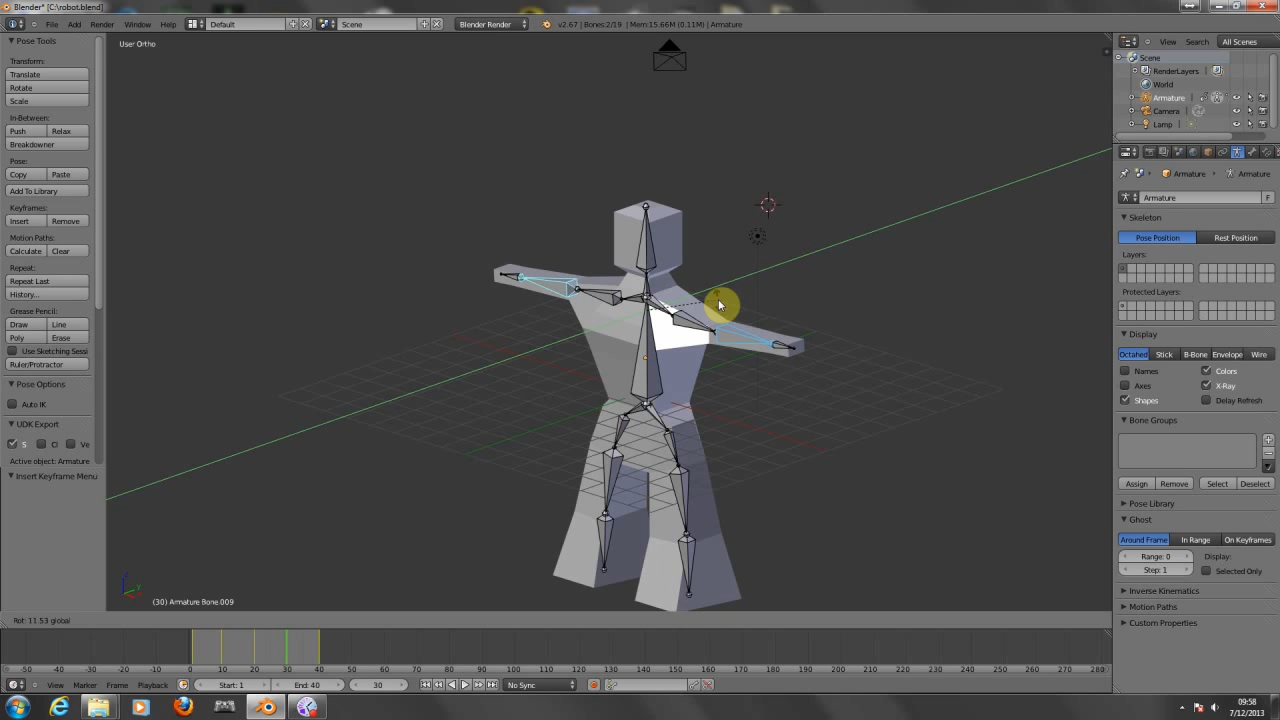 Blender* [C:\robot.blend]
File Add Render Window Help Default Scene Blender Render v2.67 | Bones:2/19 | Mem:15.66M (0.11M) | Armature
View Search All Scenes
Pose Tools
User Ortho
Transform:
Translate
Rotate
Scale
In-Between:
Push Relax
Breakdowner
Pose:
Copy Paste
Add To Library
Keyframes:
Insert Remove
Motion Paths:
Calculate Clear
Repeat:
Repeat Last
History...
Grease Pencil:
Draw Line
Poly Erase
Use Sketching Sessi
Ruler/Protractor
Pose Options
Auto IK
UDK Export
S Cl Ve
Active object: Armature
Insert Keyframe Menu
(30) Armature Bone.009
Scene
RenderLayers
World
Armature
Camera
Lamp
Armature Armature
Armature F
Skeleton
Pose Position Rest Position
Layers:
Protected Layers:
Display
Octahed Stick B-Bone Envelope Wire
Names Colors
Axes X-Ray
Shapes Delay Refresh
Bone Groups
Assign Remove Select Deselect
Pose Library
Ghost
Around Frame In Range On Keyframes
Range: 0 Display:
Step: 1 Selected Only
Inverse Kinematics
Motion Paths
Custom Properties
Rot: 11.53 global
-50 -40 -30 -20 -10 0 10 20 30 40 50 60 70 80 90 100 110 120 130 140 150 160 170 180 190 200 210 220 230 240 250 260 270 280
View Marker Frame Playback Start: 1 End: 40 30 No Sync
09:58
7/12/2013